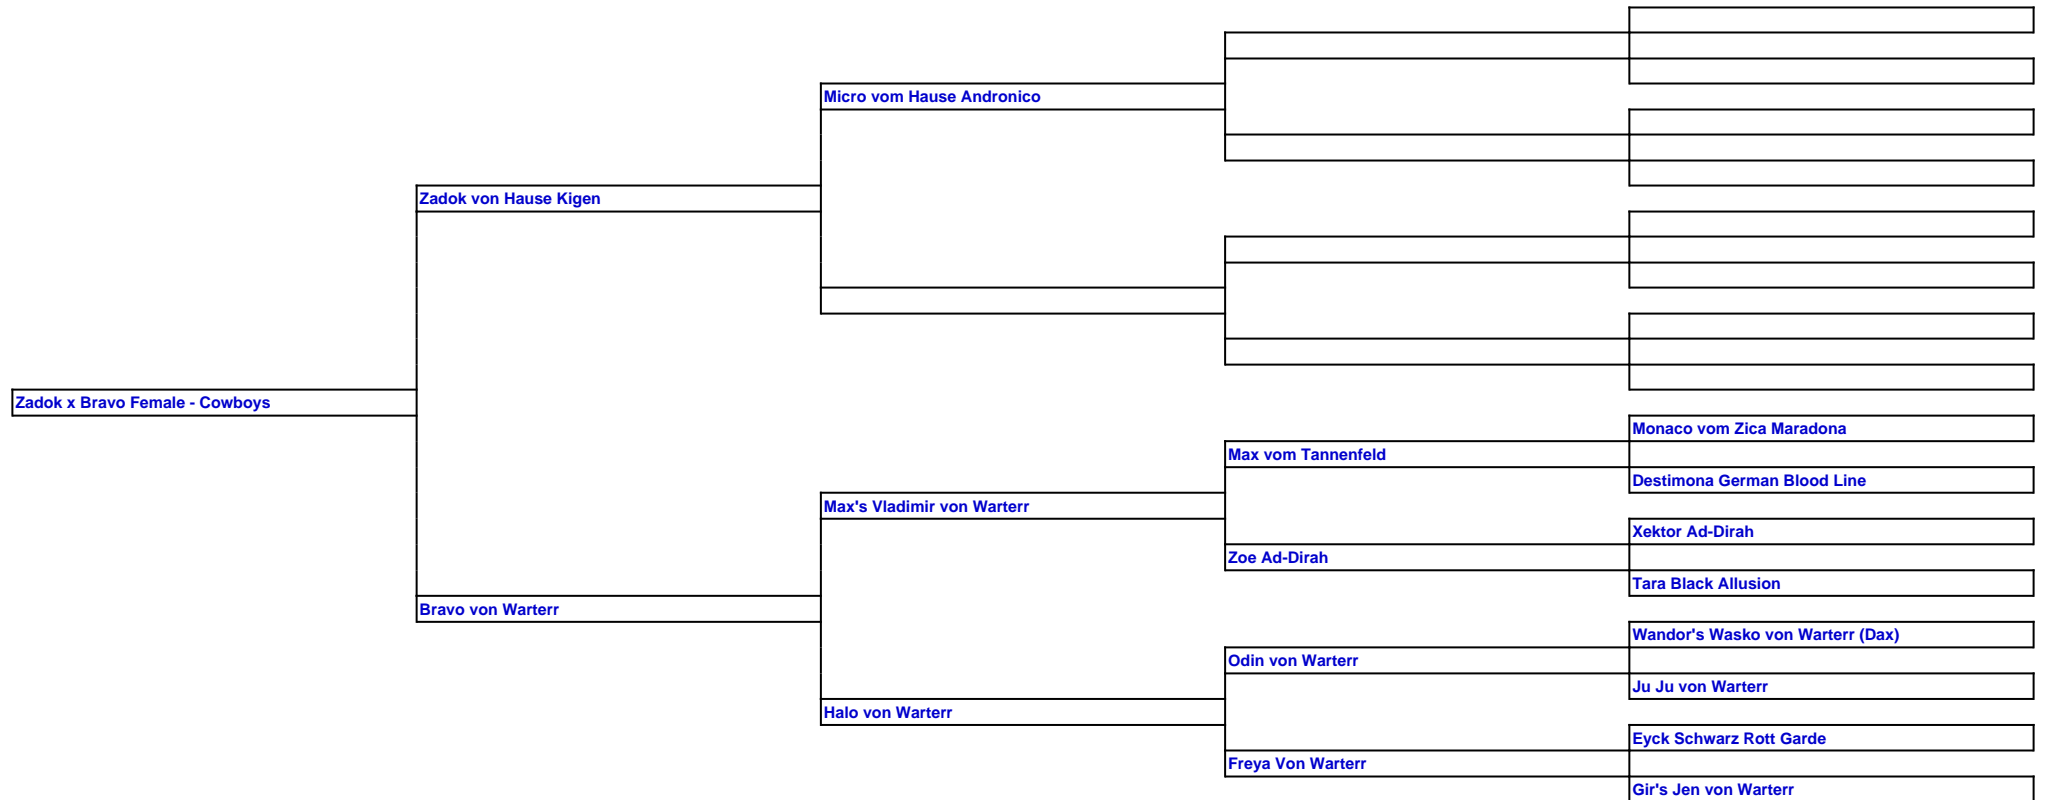 Micro vom Hause Andronico
Zadok von Hause Kigen
Zadok x Bravo Female - Cowboys
Monaco vom Zica Maradona
Max vom Tannenfeld
Destimona German Blood Line
Max's Vladimir von Warterr
Xektor Ad-Dirah
Zoe Ad-Dirah
Tara Black Allusion
Bravo von Warterr
Wandor's Wasko von Warterr (Dax)
Odin von Warterr
Ju Ju von Warterr
Halo von Warterr
Eyck Schwarz Rott Garde
Freya Von Warterr
Gir's Jen von Warterr